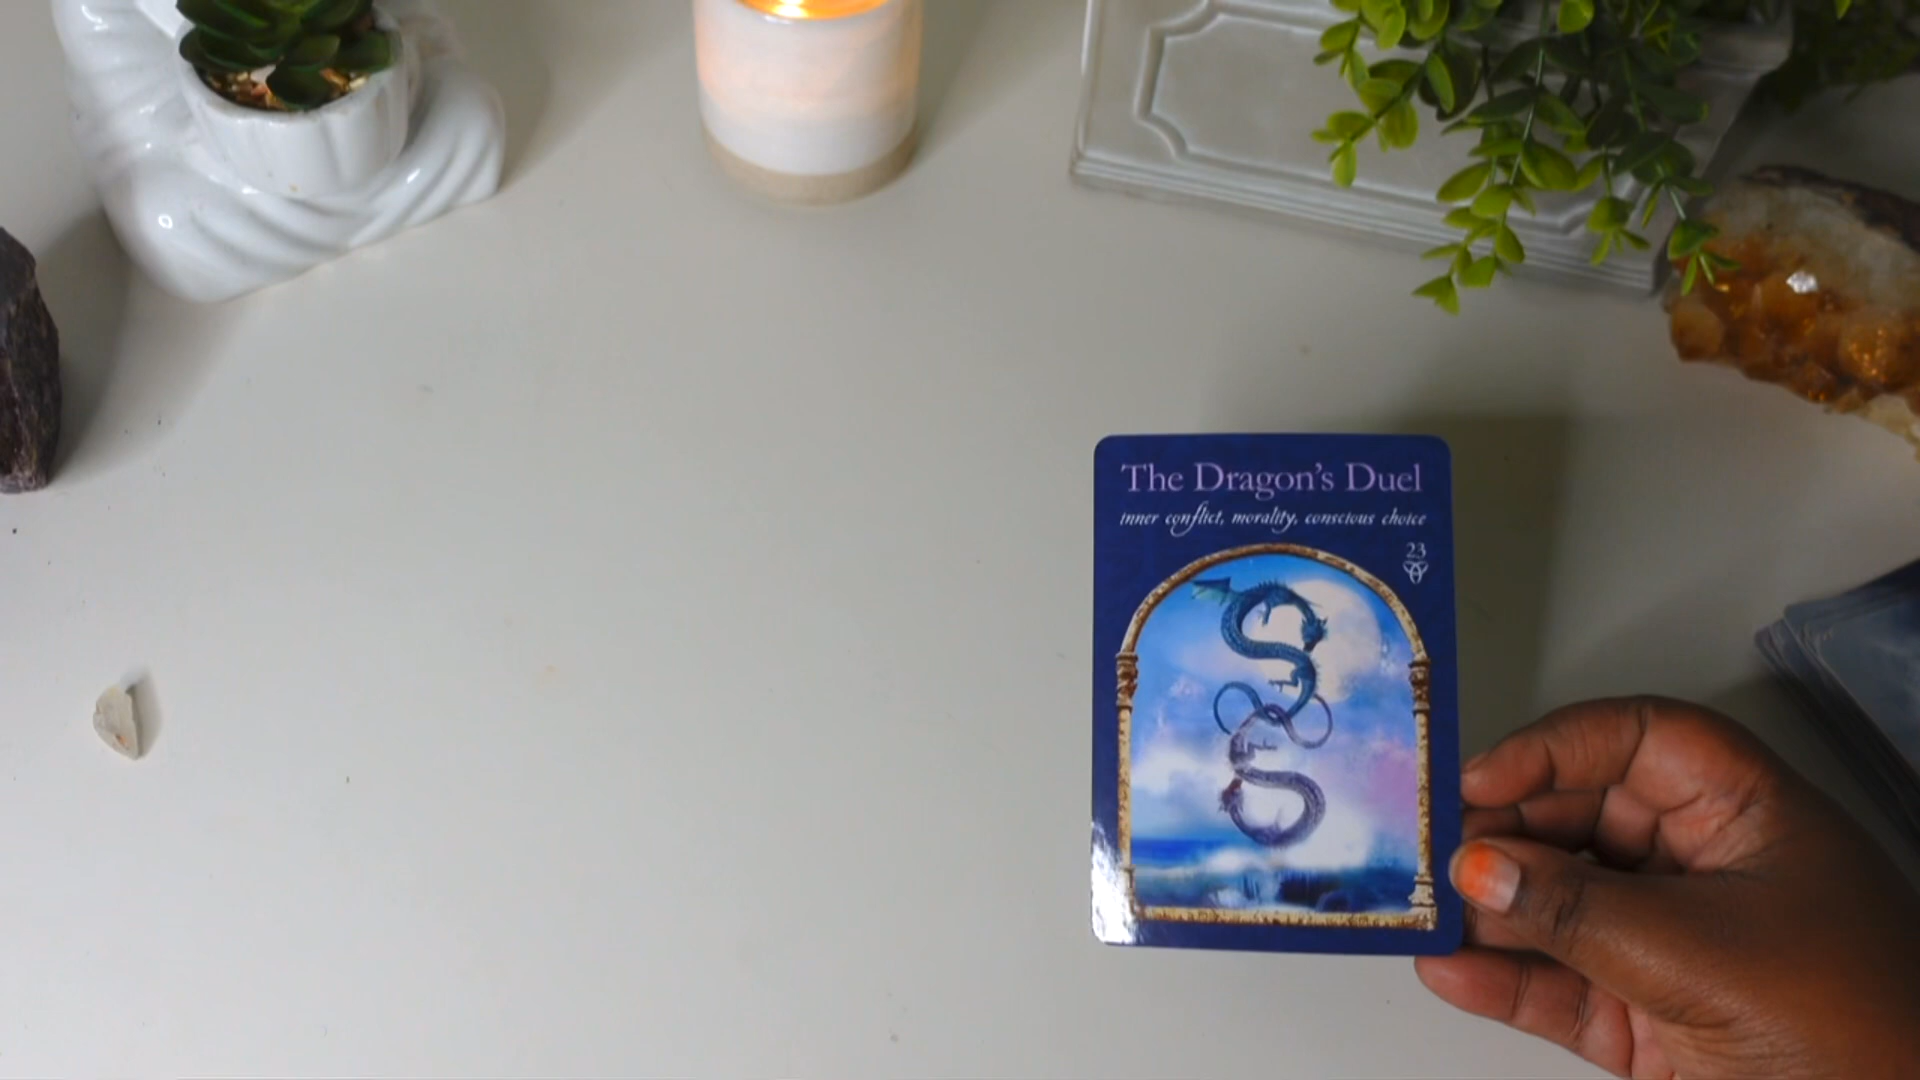 The Dragon's Duel
inner conflict, morality, conscious choice
23